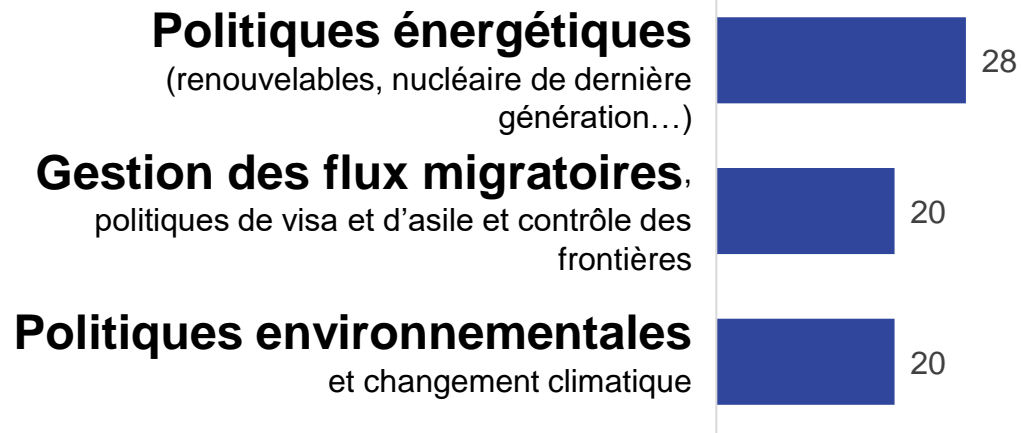 Politiques énergétiques
(renouvelables, nucléaire de dernière
génération…)
28
Gestion des flux migratoires,
politiques de visa et d’asile et contrôle des
frontières
20
Politiques environnementales
et changement climatique
20